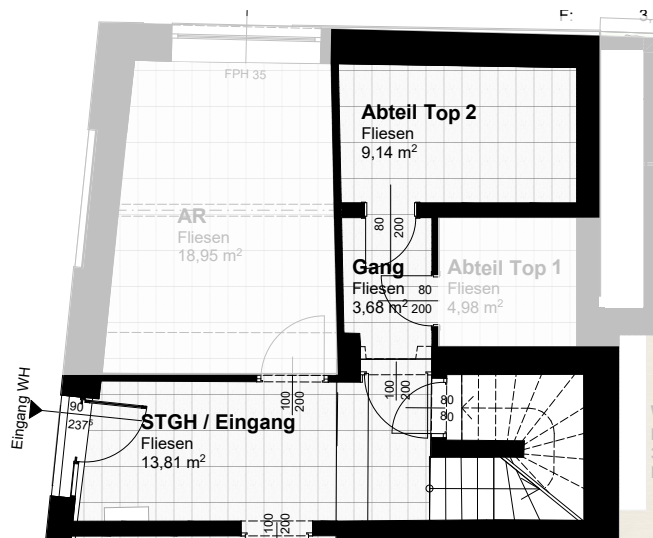 F: 3,
FPH 35
Abteil Top 2
Fliesen
9,14 m²
AR
Fliesen
18,95 m²
80
200
Gang
Fliesen
3,68 m²
80
200
Abteil Top 1
Fliesen
4,98 m²
Eingang WH
90
237⁵
STGH / Eingang
Fliesen
13,81 m²
100
200
100
200
80
80
100
200